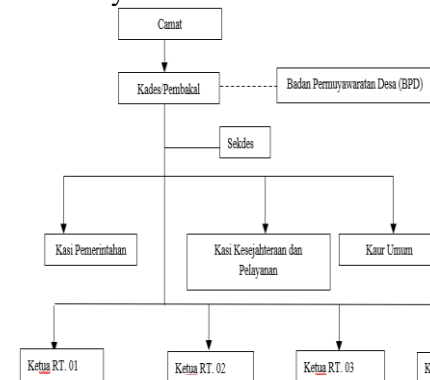 Camat
Kades/Pembakal
Badan Permuyawaratan Desa (BPD)
Sekdes
Kasi Pemerintahan
Kasi Kesejahteraan dan
Pelayanan
Kaur Umum
Ketua RT. 01
Ketua RT. 02
Ketua RT. 03